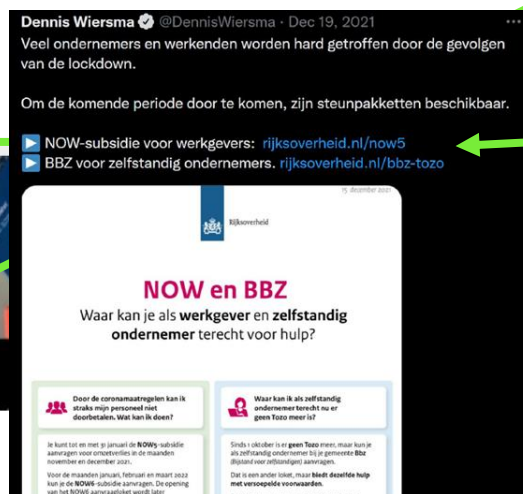 Dennis Wiersma @DennisWiersma · Dec 19, 2021
Veel ondernemers en werkenden worden hard getroffen door de gevolgen
van de lockdown.
Om de komende periode door te komen, zijn steunpakketten beschikbaar.
NOW-subsidie voor werkgevers: rijksoverheid.nl/now5
BBZ voor zelfstandig ondernemers. rijksoverheid.nl/bbz-tozo
15 december 2021
Rijksoverheid
NOW en BBZ
Waar kan je als werkgever en zelfstandig
ondernemer terecht voor hulp?
Door de coronamaatregelen kan ik
straks mijn personeel niet
doorbetalen. Wat kan ik doen?
Je kunt tot en met 31 januari de NOW5-subsidie
aanvragen voor omzetverlies in de maanden
november en december 2021.
Voor de maanden januari, februari en maart 2022
kun je de NOW6-subsidie aanvragen. De opening
van het NOW6 aanvraagloket wordt later
Waar kan ik als zelfstandig
ondernemer terecht nu er
geen Tozo meer is?
Sinds 1 oktober is er geen Tozo meer, maar kun je
als zelfstandig ondernemer bij je gemeente Bbz
(Bijstand voor zelfstandigen) aanvragen.
Dat is een ander loket, maar biedt dezelfde hulp
met versoepelde voorwaarden.